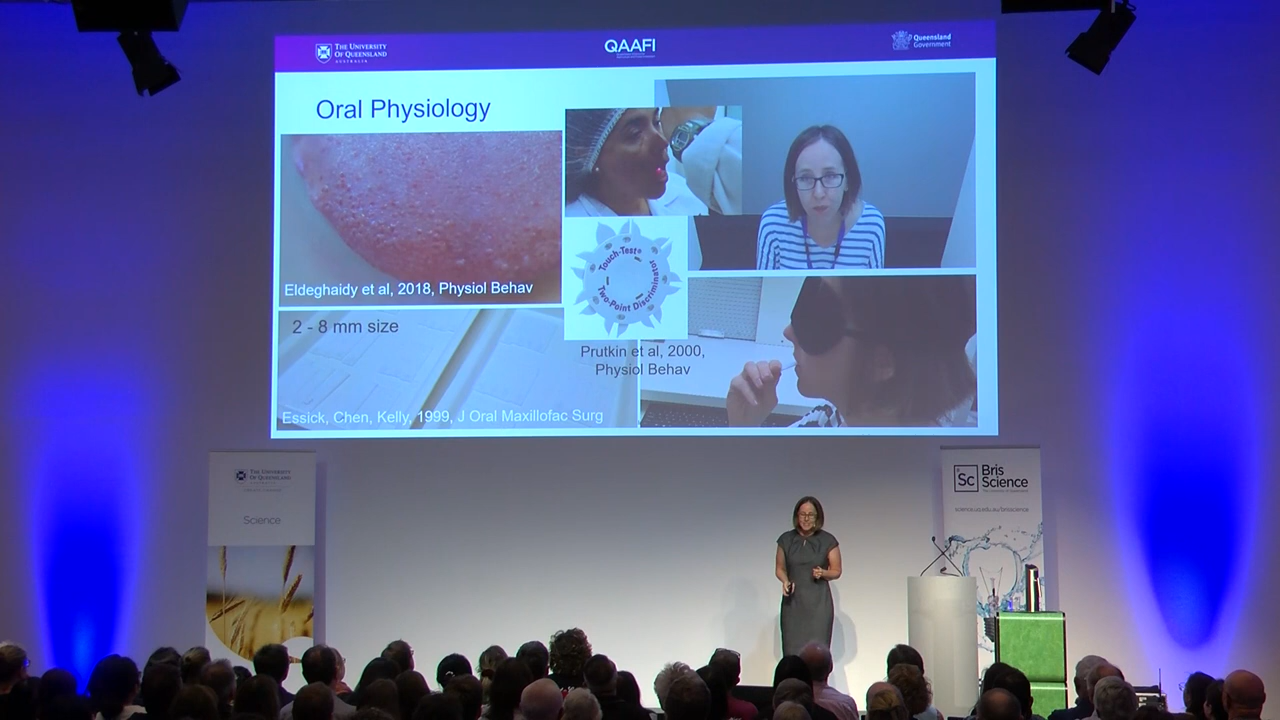 THE UNIVERSITY
OF QUEENSLAND
AUSTRALIA
QAAFI
Queensland
Government
Oral Physiology
Eldeghaidy et al, 2018, Physiol Behav
Touch-Test®
Two-Point Discriminator
2 - 8 mm size
Prutkin et al, 2000,
Physiol Behav
Essick, Chen, Kelly, 1999, J Oral Maxillofac Surg
THE UNIVERSITY
OF QUEENSLAND
Science
Sc
Bris
Science